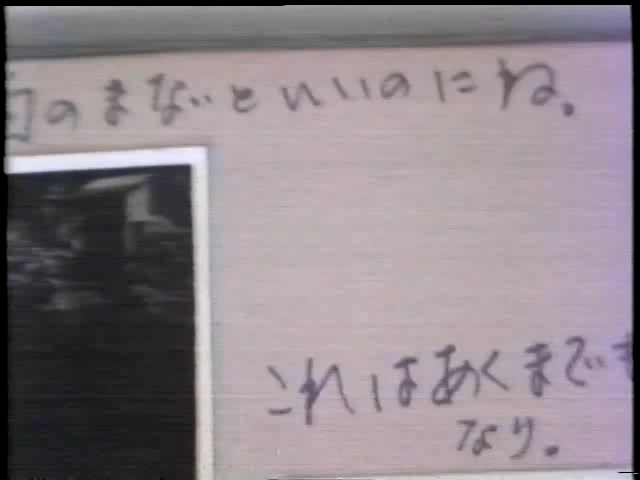 のまないといいのにね。
これはあくまでも
なり。